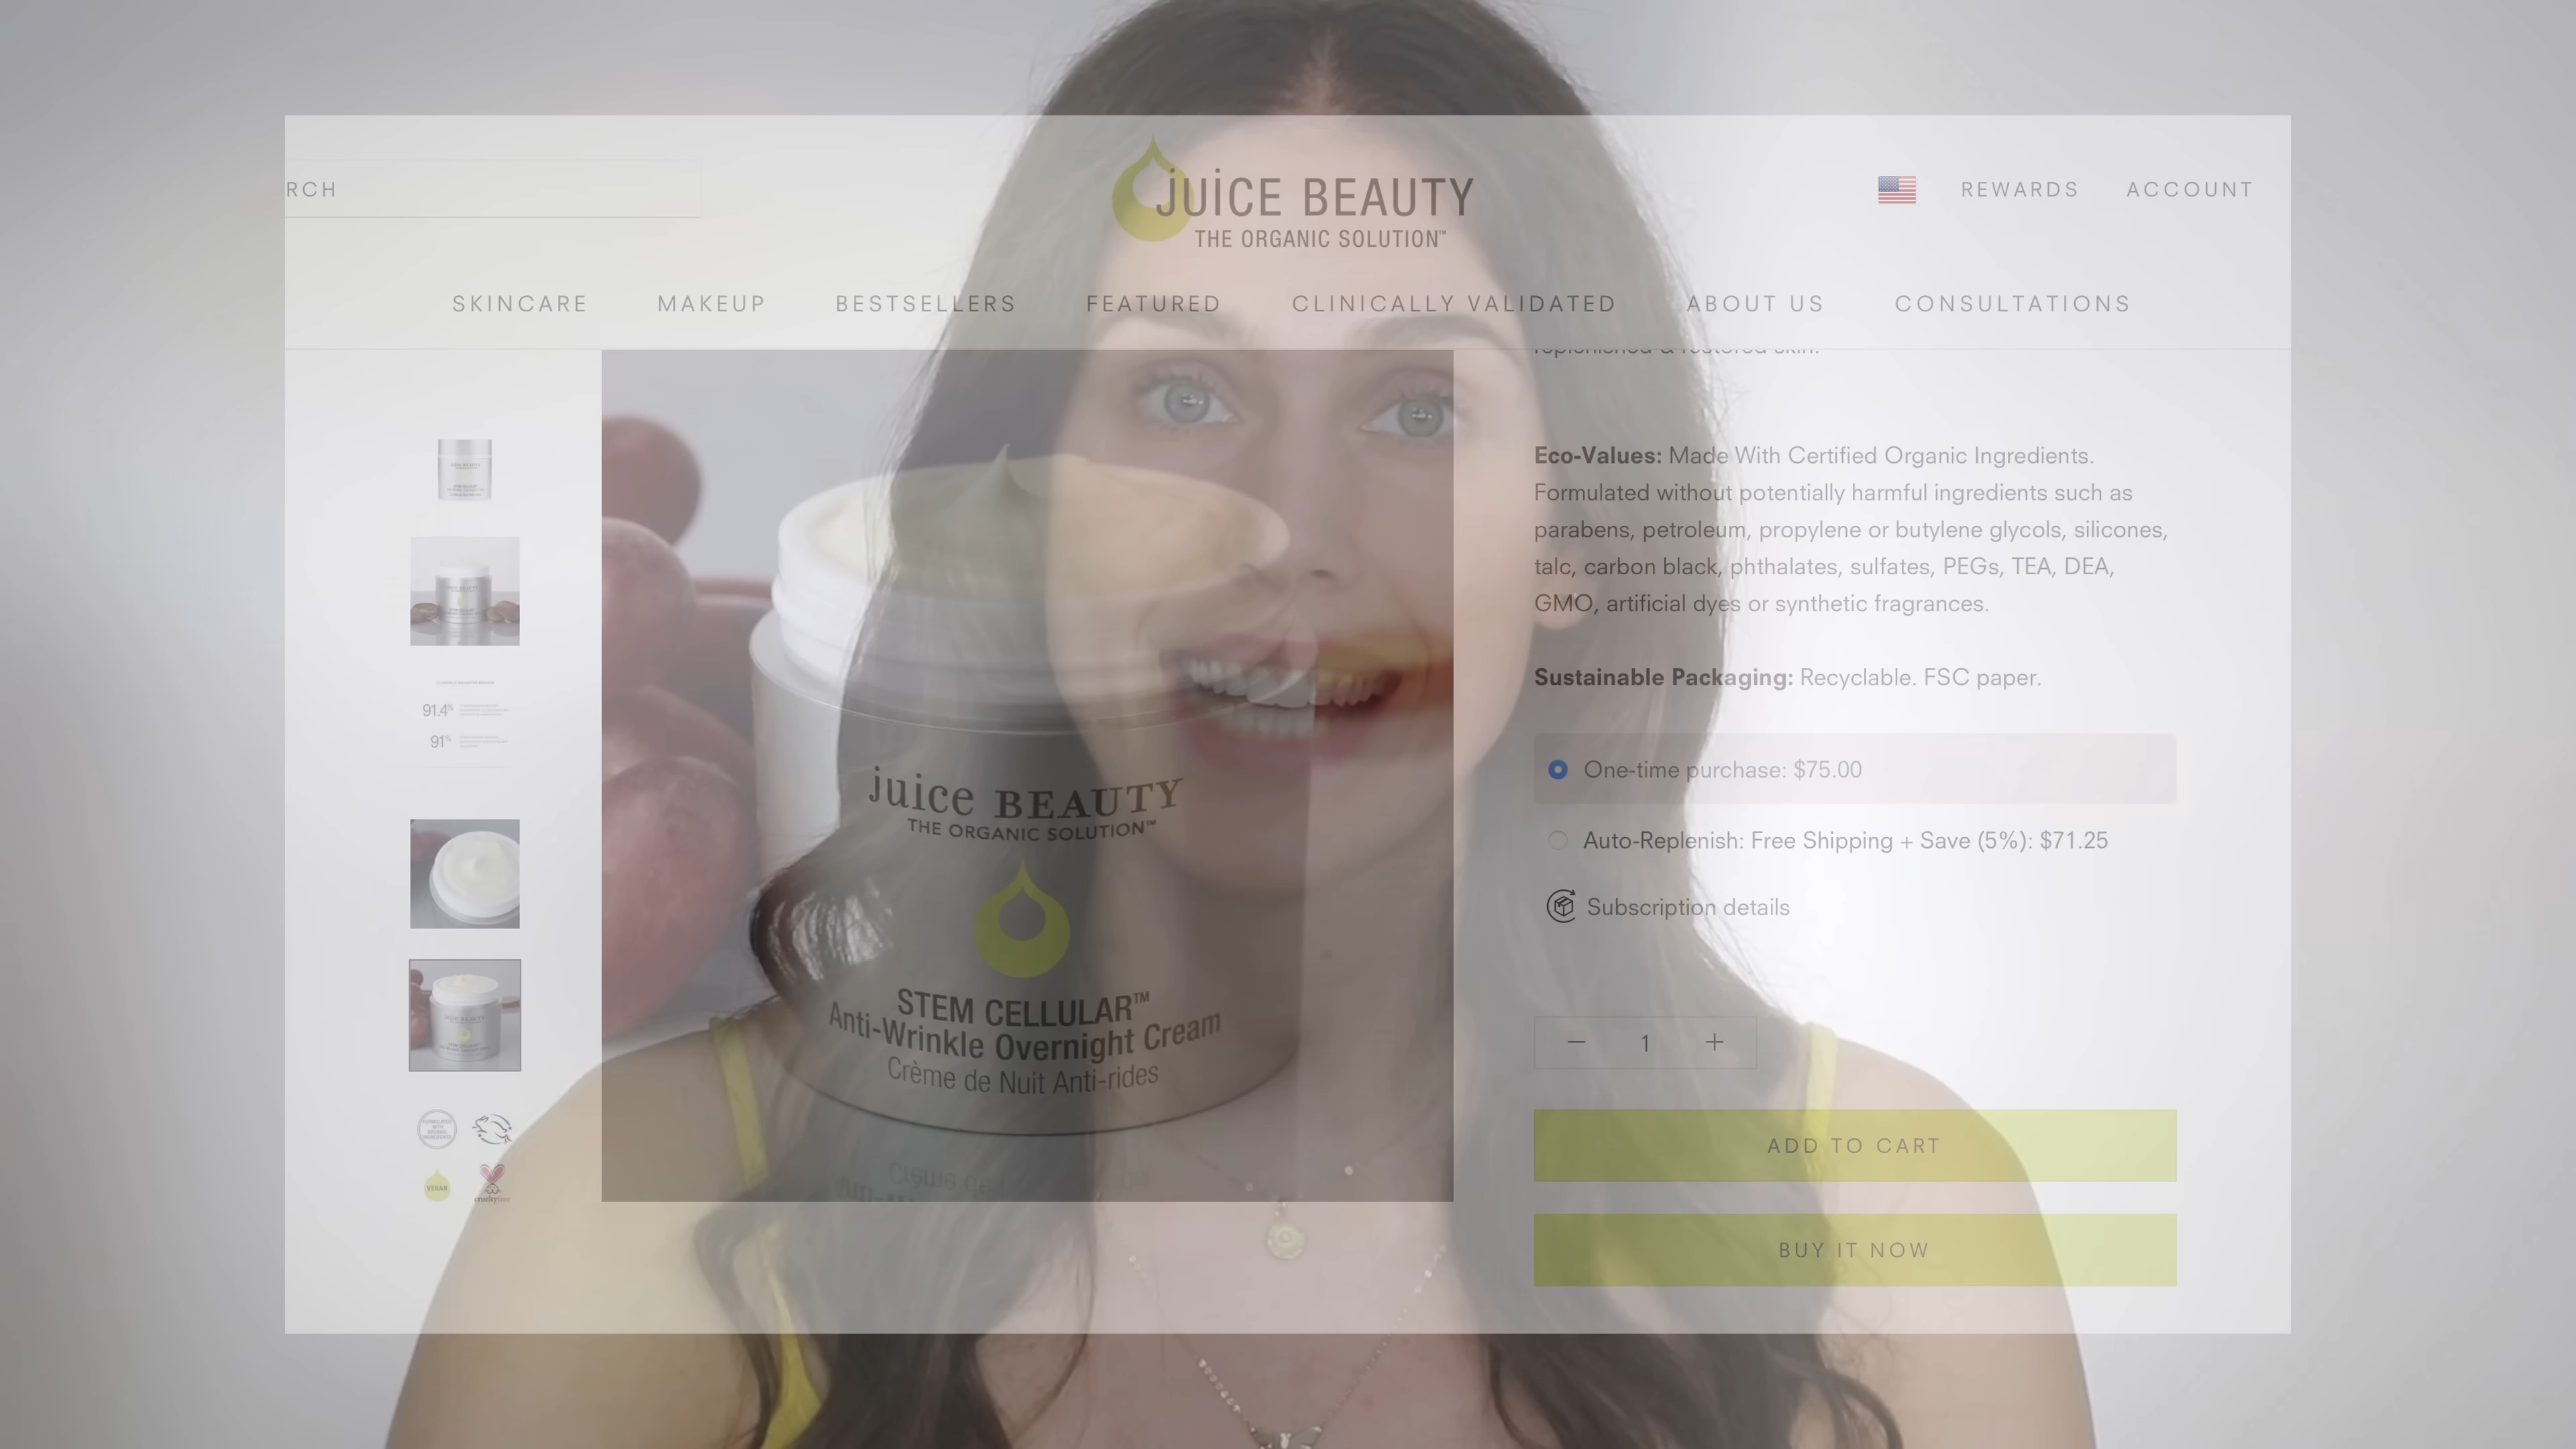 RCH
JUICE BEAUTY
THE ORGANIC SOLUTION™
REWARDS
ACCOUNT
SKINCARE
MAKEUP
BESTSELLERS
FEATURED
CLINICALLY VALIDATED
ABOUT US
CONSULTATIONS
91.4%
91%
VEGAN
crueltyfree
juice BEAUTY
THE ORGANIC SOLUTION™
STEM CELLULAR™
Anti-Wrinkle Overnight Cream
Crème de Nuit Anti-rides
replenished & restored skin.
Eco-Values: Made With Certified Organic Ingredients.
Formulated without potentially harmful ingredients such as
parabens, petroleum, propylene or butylene glycols, silicones,
talc, carbon black, phthalates, sulfates, PEGs, TEA, DEA,
GMO, artificial dyes or synthetic fragrances.
Sustainable Packaging: Recyclable. FSC paper.
One-time purchase: $75.00
Auto-Replenish: Free Shipping + Save (5%): $71.25
Subscription details
1
ADD TO CART
BUY IT NOW